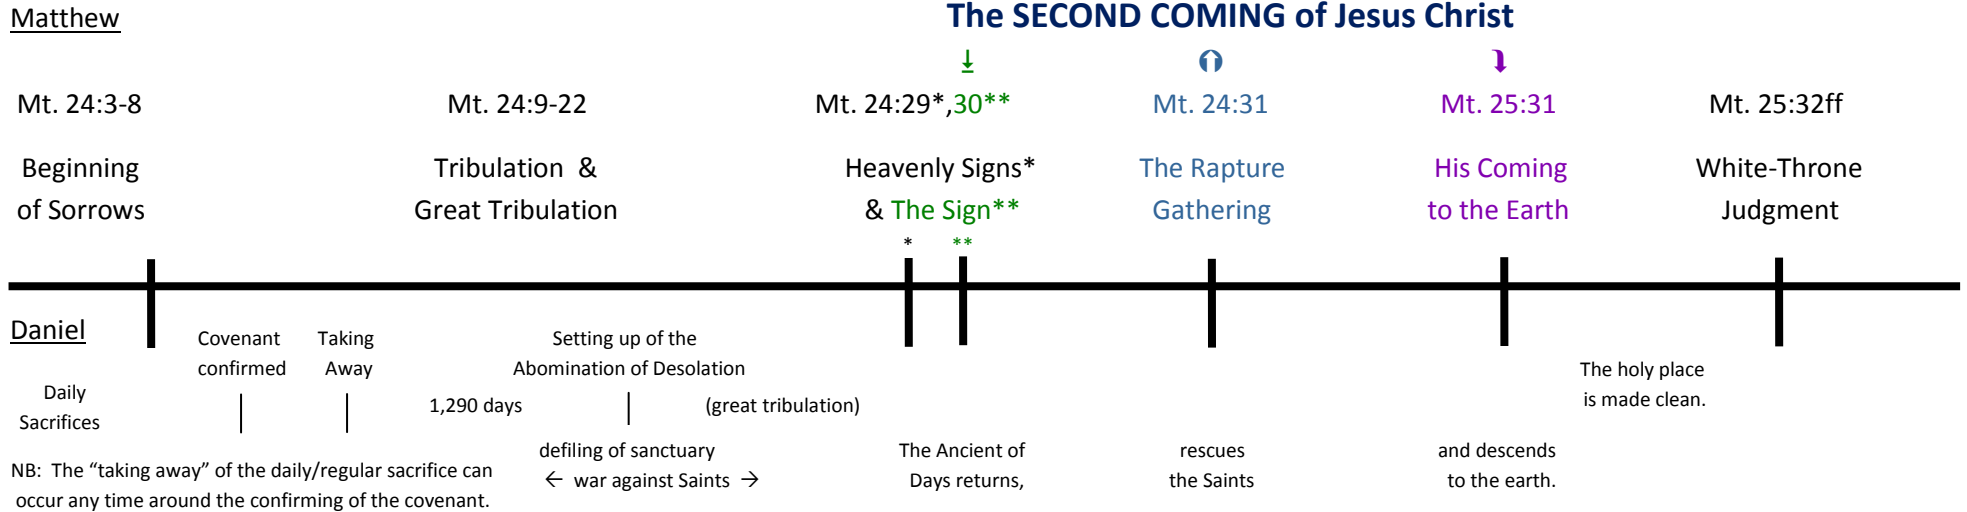 Matthew
The SECOND COMING of Jesus Christ
Mt. 24:3-8
Mt. 24:9-22
Mt. 24:29*,30**
Mt. 24:31
Mt. 25:31
Mt. 25:32ff
Beginning
of Sorrows
Tribulation &
Great Tribulation
Heavenly Signs*
& The Sign**
The Rapture
Gathering
His Coming
to the Earth
White-Throne
Judgment
*
**
Daniel
Daily
Sacrifices
Covenant
confirmed
Taking
Away
1,290 days
Setting up of the
Abomination of Desolation
(great tribulation)
The holy place
is made clean.
NB: The “taking away” of the daily/regular sacrifice can
occur any time around the confirming of the covenant.
defiling of sanctuary
← war against Saints →
The Ancient of
Days returns,
rescues
the Saints
and descends
to the earth.